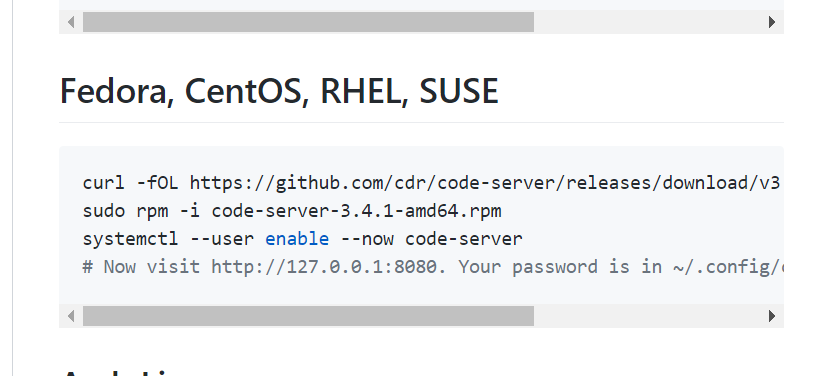 Fedora, CentOS, RHEL, SUSE
curl -fOL https://github.com/cdr/code-server/releases/download/v3
sudo rpm -i code-server-3.4.1-amd64.rpm
systemctl --user enable --now code-server
# Now visit http://127.0.0.1:8080. Your password is in ~/.config/